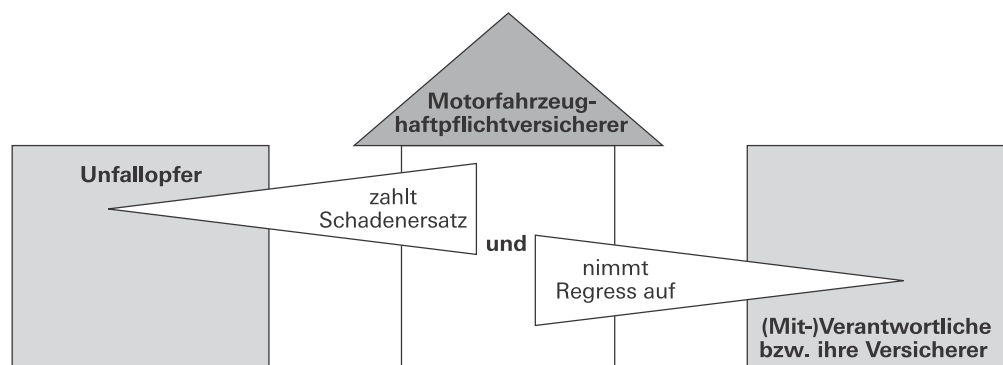 Motorfahrzeug-
haftpflichtversicherer
Unfallopfer
zahlt
Schadenersatz
und
nimmt
Regress auf
(Mit-)Verantwortliche
bzw. ihre Versicherer